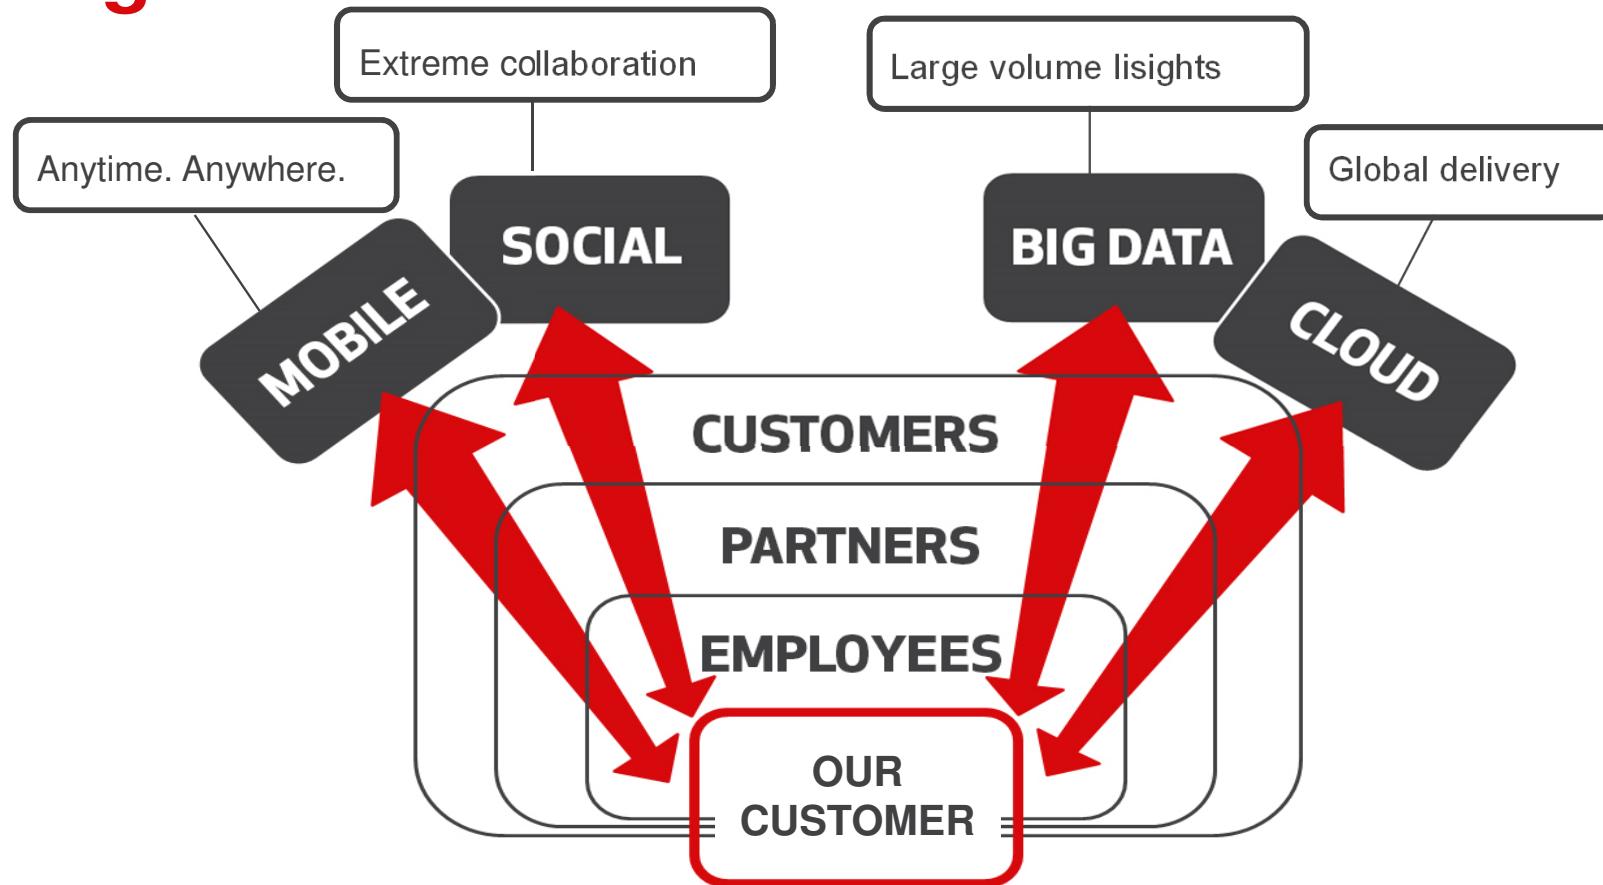 g
Extreme collaboration
Large volume lisights
Anytime. Anywhere.
Global delivery
SOCIAL
BIG DATA
MOBILE
CLOUD
CUSTOMERS
PARTNERS
EMPLOYEES
OUR
CUSTOMER